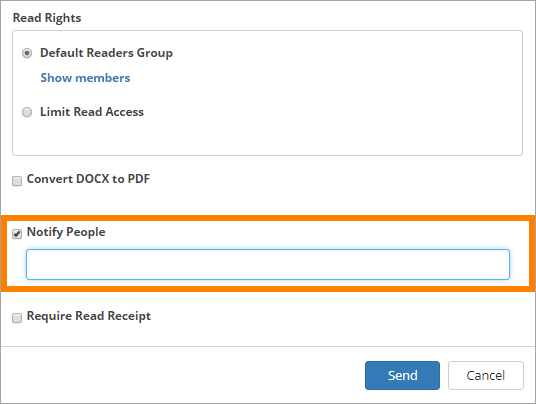 Read Rights
Default Readers Group
Show members
Limit Read Access
Convert DOCX to PDF
Notify People
Require Read Receipt
Send Cancel